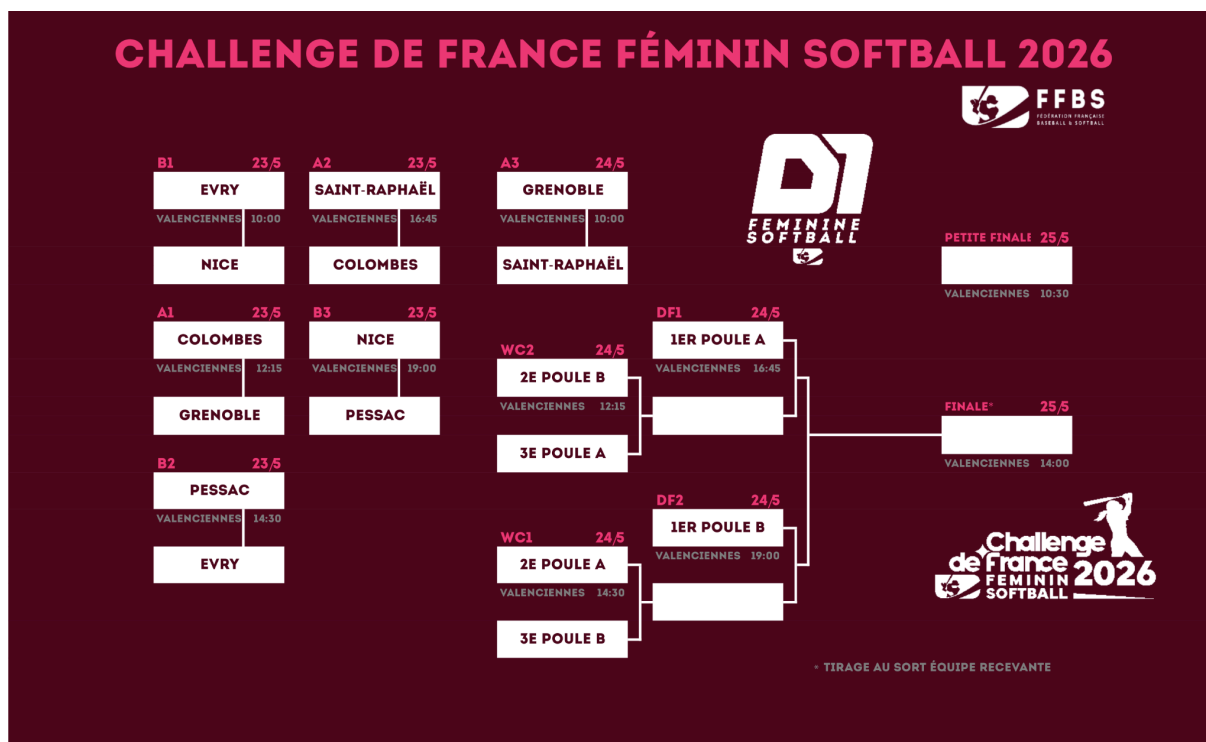 CHALLENGE DE FRANCE FÉMININ SOFTBALL 2026
FFBS
FÉDÉRATION FRANÇAISE
BASEBALL & SOFTBALL
D1
FEMININE
SOFTBALL
B1 23/5
EVRY
VALENCIENNES 10:00
NICE
A2 23/5
SAINT-RAPHAËL
VALENCIENNES 16:45
COLOMBES
A3 24/5
GRENOBLE
VALENCIENNES 10:00
SAINT-RAPHAËL
A1 23/5
COLOMBES
VALENCIENNES 12:15
GRENOBLE
B3 23/5
NICE
VALENCIENNES 19:00
PESSAC
B2 23/5
PESSAC
VALENCIENNES 14:30
EVRY
WC2 24/5
2E POULE B
VALENCIENNES 12:15
3E POULE A
WC1 24/5
2E POULE A
VALENCIENNES 14:30
3E POULE B
DF1 24/5
1ER POULE A
VALENCIENNES 16:45
DF2 24/5
1ER POULE B
VALENCIENNES 19:00
PETITE FINALE 25/5
VALENCIENNES 10:30
FINALE* 25/5
VALENCIENNES 14:00
Challenge
de France
FEMININ
SOFTBALL
2026
* TIRAGE AU SORT ÉQUIPE RECEVANTE